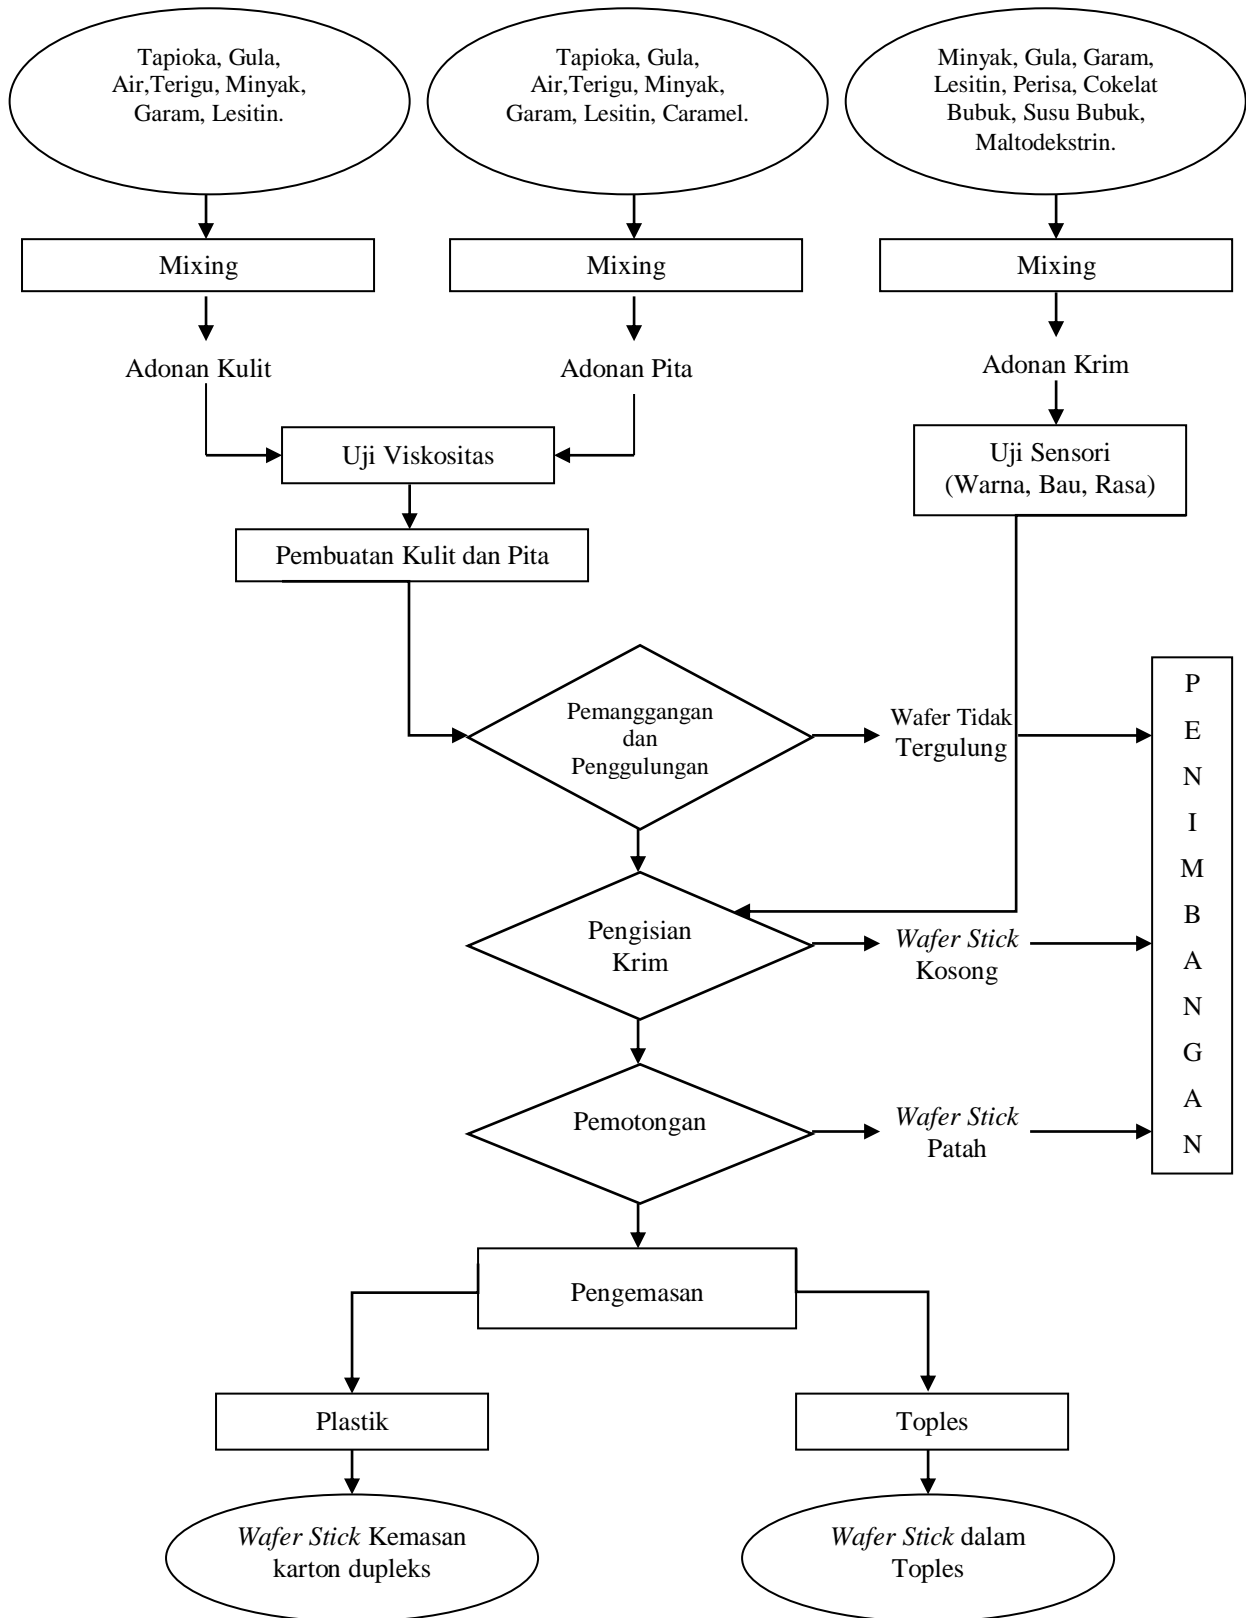 Tapioka, Gula,
Air,Terigu, Minyak,
Garam, Lesitin.
Tapioka, Gula,
Air,Terigu, Minyak,
Garam, Lesitin, Caramel.
Minyak, Gula, Garam,
Lesitin, Perisa, Cokelat
Bubuk, Susu Bubuk,
Maltodekstrin.
Mixing
Mixing
Mixing
Adonan Kulit
Adonan Pita
Adonan Krim
Uji Viskositas
Uji Sensori
(Warna, Bau, Rasa)
Pembuatan Kulit dan Pita
Pemanggangan
dan
Penggulungan
Wafer Tidak
Tergulung
P
E
N
I
M
B
A
N
G
A
N
Pengisian
Krim
Wafer Stick
Kosong
Pemotongan
Wafer Stick
Patah
Pengemasan
Plastik
Toples
Wafer Stick Kemasan
karton dupleks
Wafer Stick dalam
Toples